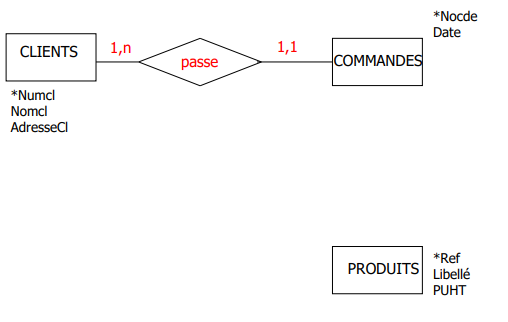 *Nocde
Date
CLIENTS
1,n
passe
1,1
COMMANDES
*Numcl
Nomcl
AdresseCl
PRODUITS
*Ref
Libellé
PUHT